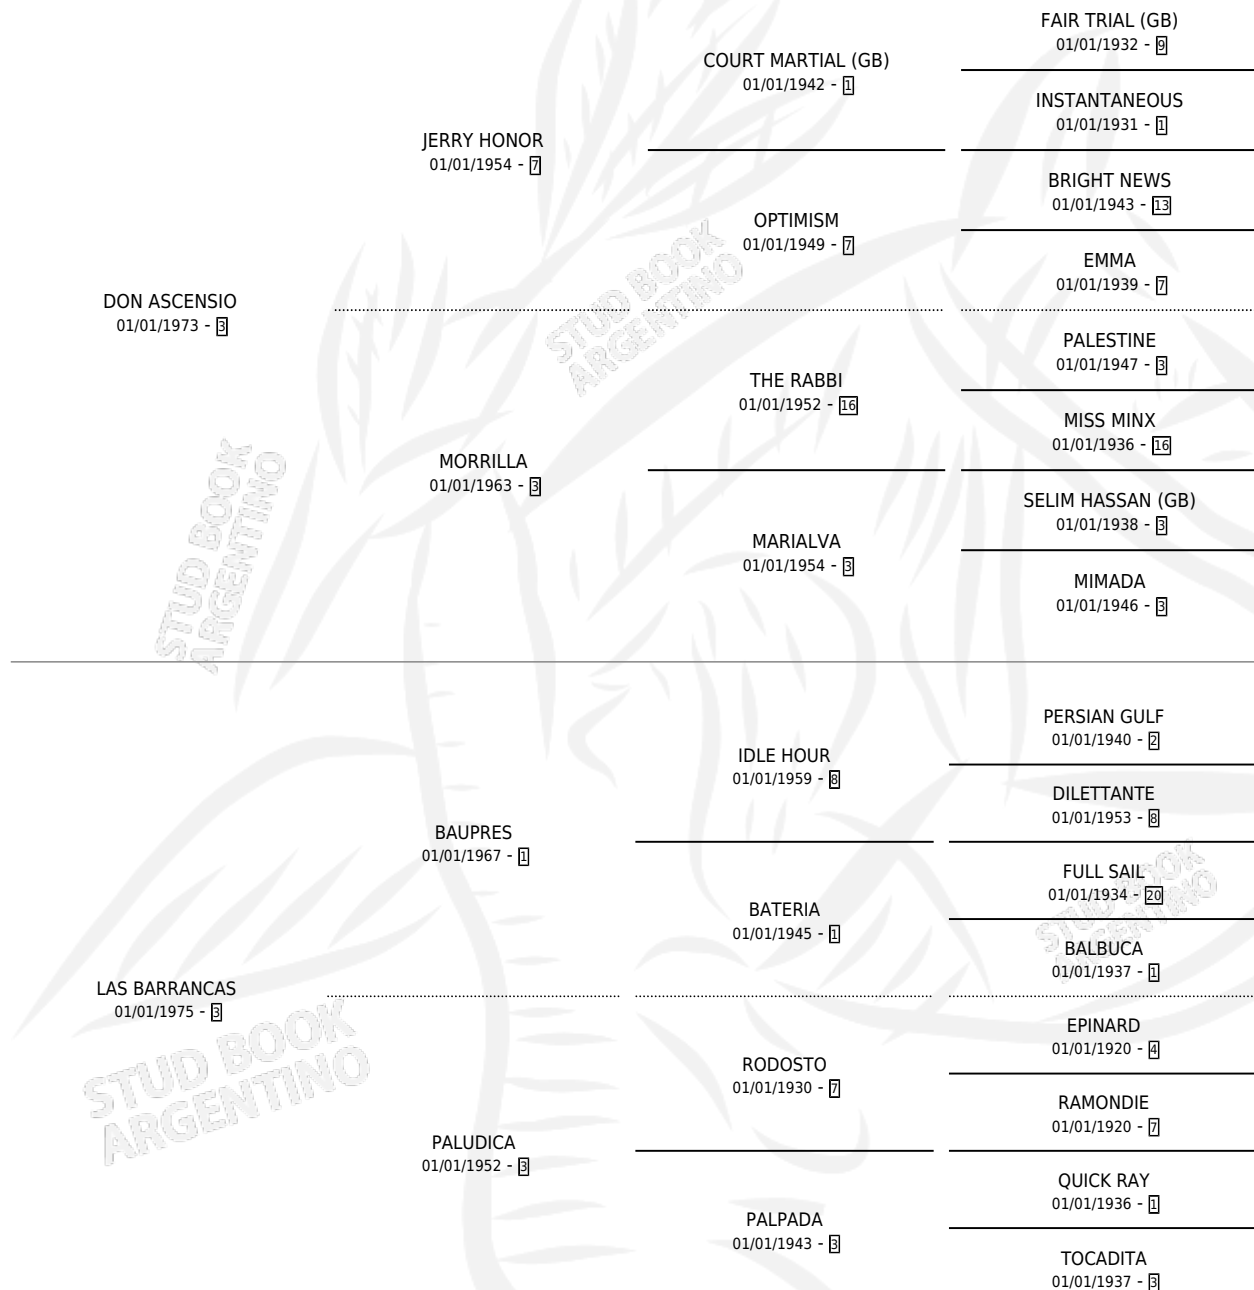 FAIR TRIAL (GB)
01/01/1932 - 9
COURT MARTIAL (GB)
01/01/1942 - 1
INSTANTANEOUS
01/01/1931 - 1
JERRY HONOR
01/01/1954 - 7
BRIGHT NEWS
01/01/1943 - 13
OPTIMISM
01/01/1949 - 7
EMMA
01/01/1939 - 7
DON ASCENSIO
01/01/1973 - 3
PALESTINE
01/01/1947 - 3
THE RABBI
01/01/1952 - 16
MISS MINX
01/01/1936 - 16
MORRILLA
01/01/1963 - 3
SELIM HASSAN (GB)
01/01/1938 - 3
MARIALVA
01/01/1954 - 3
MIMADA
01/01/1946 - 3
PERSIAN GULF
01/01/1940 - 2
IDLE HOUR
01/01/1959 - 8
DILETTANTE
01/01/1953 - 8
BAUPRES
01/01/1967 - 1
FULL SAIL
01/01/1934 - 20
BATERIA
01/01/1945 - 1
BALBUCA
01/01/1937 - 1
LAS BARRANCAS
01/01/1975 - 3
EPINARD
01/01/1920 - 4
RODOSTO
01/01/1930 - 7
RAMONDIE
01/01/1920 - 7
PALUDICA
01/01/1952 - 3
QUICK RAY
01/01/1936 - 1
PALPADA
01/01/1943 - 3
TOCADITA
01/01/1937 - 3
STUD BOOK
ARGENTINO
STUD BOOK
ARGENTINO
STUD BOOK
ARGENTINO
STUD BOOK
ARGENTINO